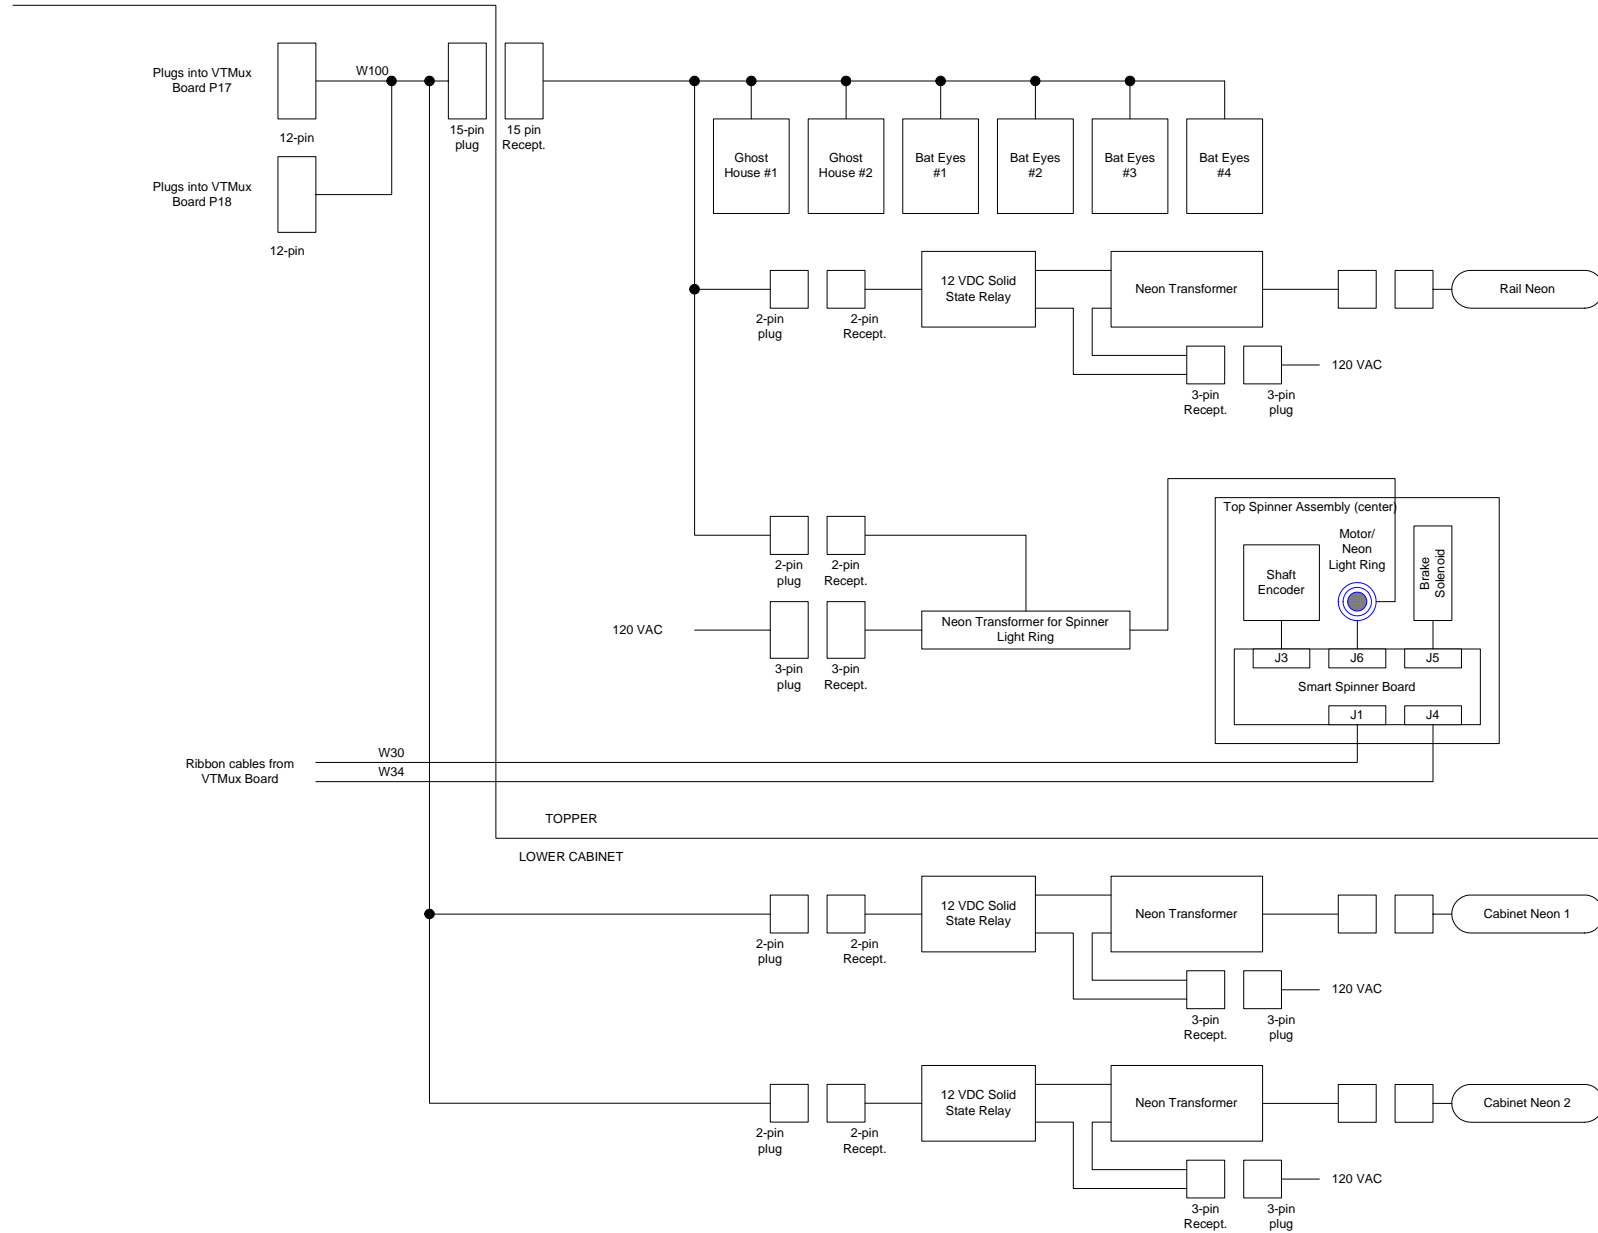 Plugs into VTMux
Board P17
W100
12-pin
15-pin
plug
15 pin
Recept.
Plugs into VTMux
Board P18
12-pin
Ghost
House #1
Ghost
House #2
Bat Eyes
#1
Bat Eyes
#2
Bat Eyes
#3
Bat Eyes
#4
2-pin
plug
2-pin
Recept.
12 VDC Solid
State Relay
Neon Transformer
Rail Neon
3-pin
Recept.
3-pin
plug
120 VAC
2-pin
plug
2-pin
Recept.
120 VAC
3-pin
plug
3-pin
Recept.
Neon Transformer for Spinner
Light Ring
Top Spinner Assembly (center)
Shaft
Encoder
Motor/
Neon
Light Ring
Brake
Solenoid
J3
J6
J5
Smart Spinner Board
J1
J4
Ribbon cables from
VTMux Board
W30
W34
TOPPER
LOWER CABINET
2-pin
plug
2-pin
Recept.
12 VDC Solid
State Relay
Neon Transformer
Cabinet Neon 1
3-pin
Recept.
3-pin
plug
120 VAC
2-pin
plug
2-pin
Recept.
12 VDC Solid
State Relay
Neon Transformer
Cabinet Neon 2
3-pin
Recept.
3-pin
plug
120 VAC